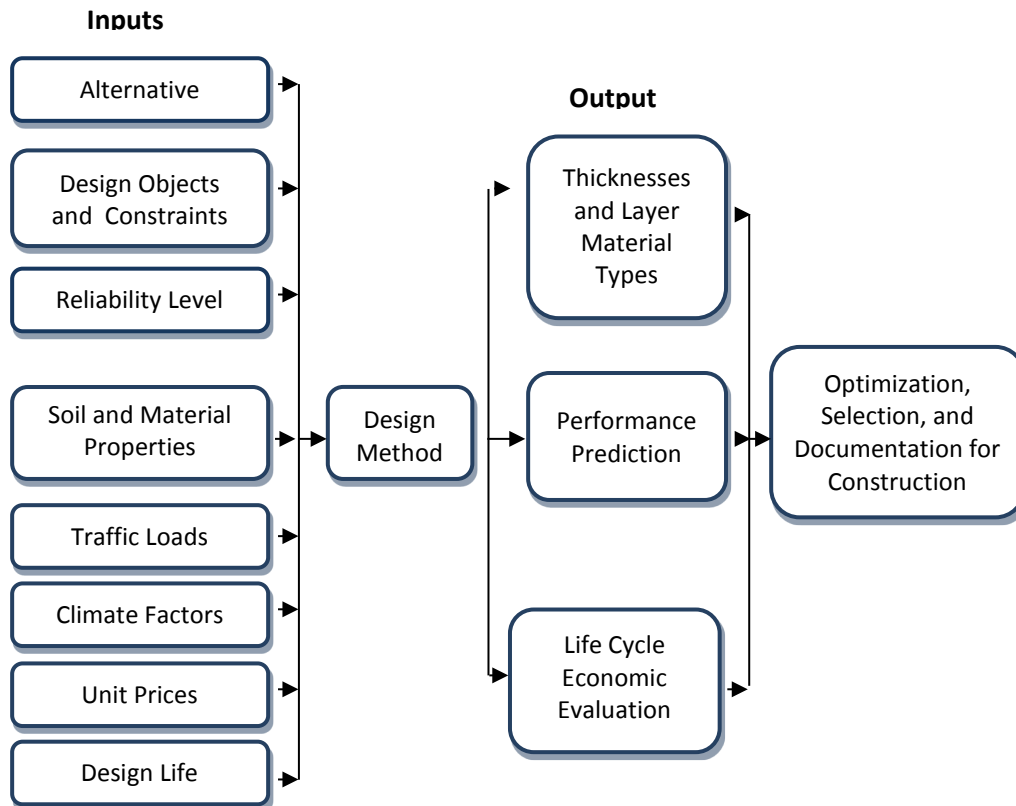 Inputs
Alternative
Design Objects
and Constraints
Reliability Level
Soil and Material
Properties
Traffic Loads
Climate Factors
Unit Prices
Design Life
Design
Method
Output
Thicknesses
and Layer
Material
Types
Performance
Prediction
Life Cycle
Economic
Evaluation
Optimization,
Selection, and
Documentation for
Construction